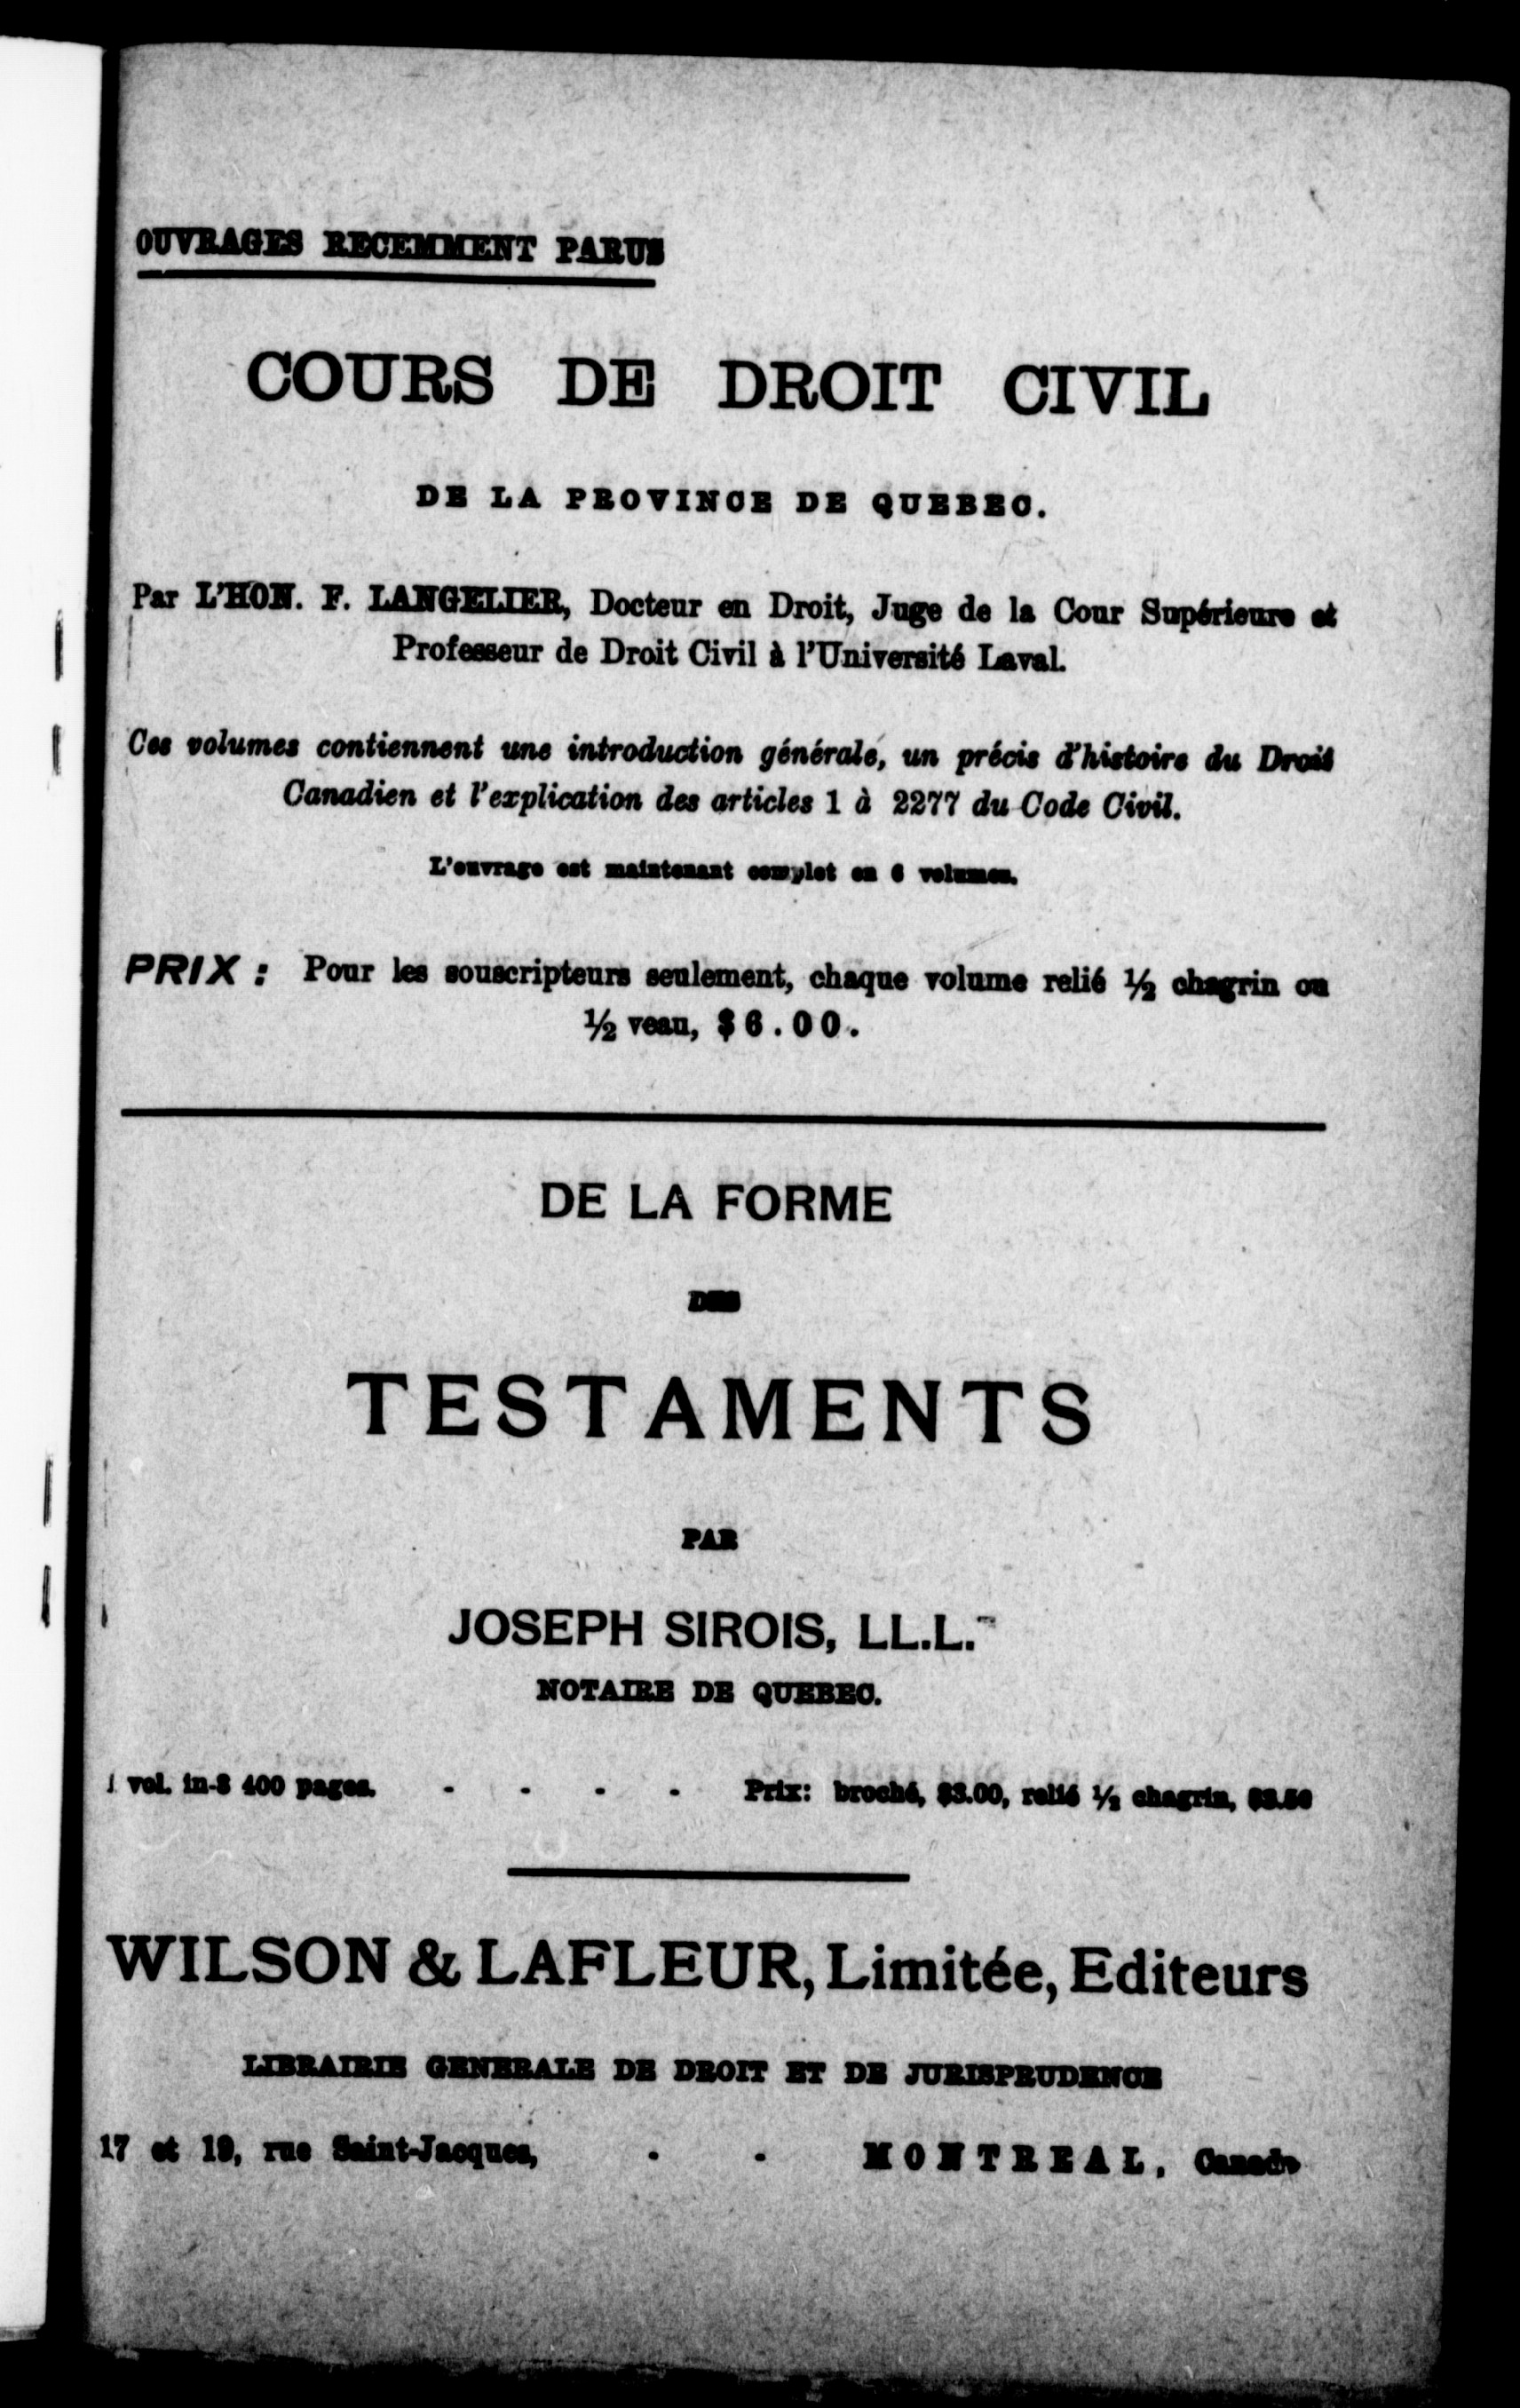 OUVRAGES RECEMMENT PARUS
COURS DE DROIT CIVIL
DE LA PROVINCE DE QUEBEC.
Par L'HON. F. LANGELIER, Docteur en Droit, Juge de la Cour Supérieure et
Professeur de Droit Civil à l'Université Laval.
Ces volumes contiennent une introduction générale, un précis d'histoire du Droit
Canadien et l'explication des articles 1 à 2277 du Code Civil.
L'ouvrage est maintenant complet en 6 volumes.
PRIX : Pour les souscripteurs seulement, chaque volume relié ½ chagrin ou
½ veau, $6.00.
DE LA FORME
DES
TESTAMENTS
PAR
JOSEPH SIROIS, LL.L.
NOTAIRE DE QUEBEC.
1 vol. in-8 400 pages. - - - - Prix: broché, $3.00, relié ½ chagrin, $3.50
WILSON & LAFLEUR, Limitée, Editeurs
LIBRAIRIE GENERALE DE DROIT ET DE JURISPRUDENCE
17 et 19, rue Saint-Jacques, - - MONTREAL, Canada